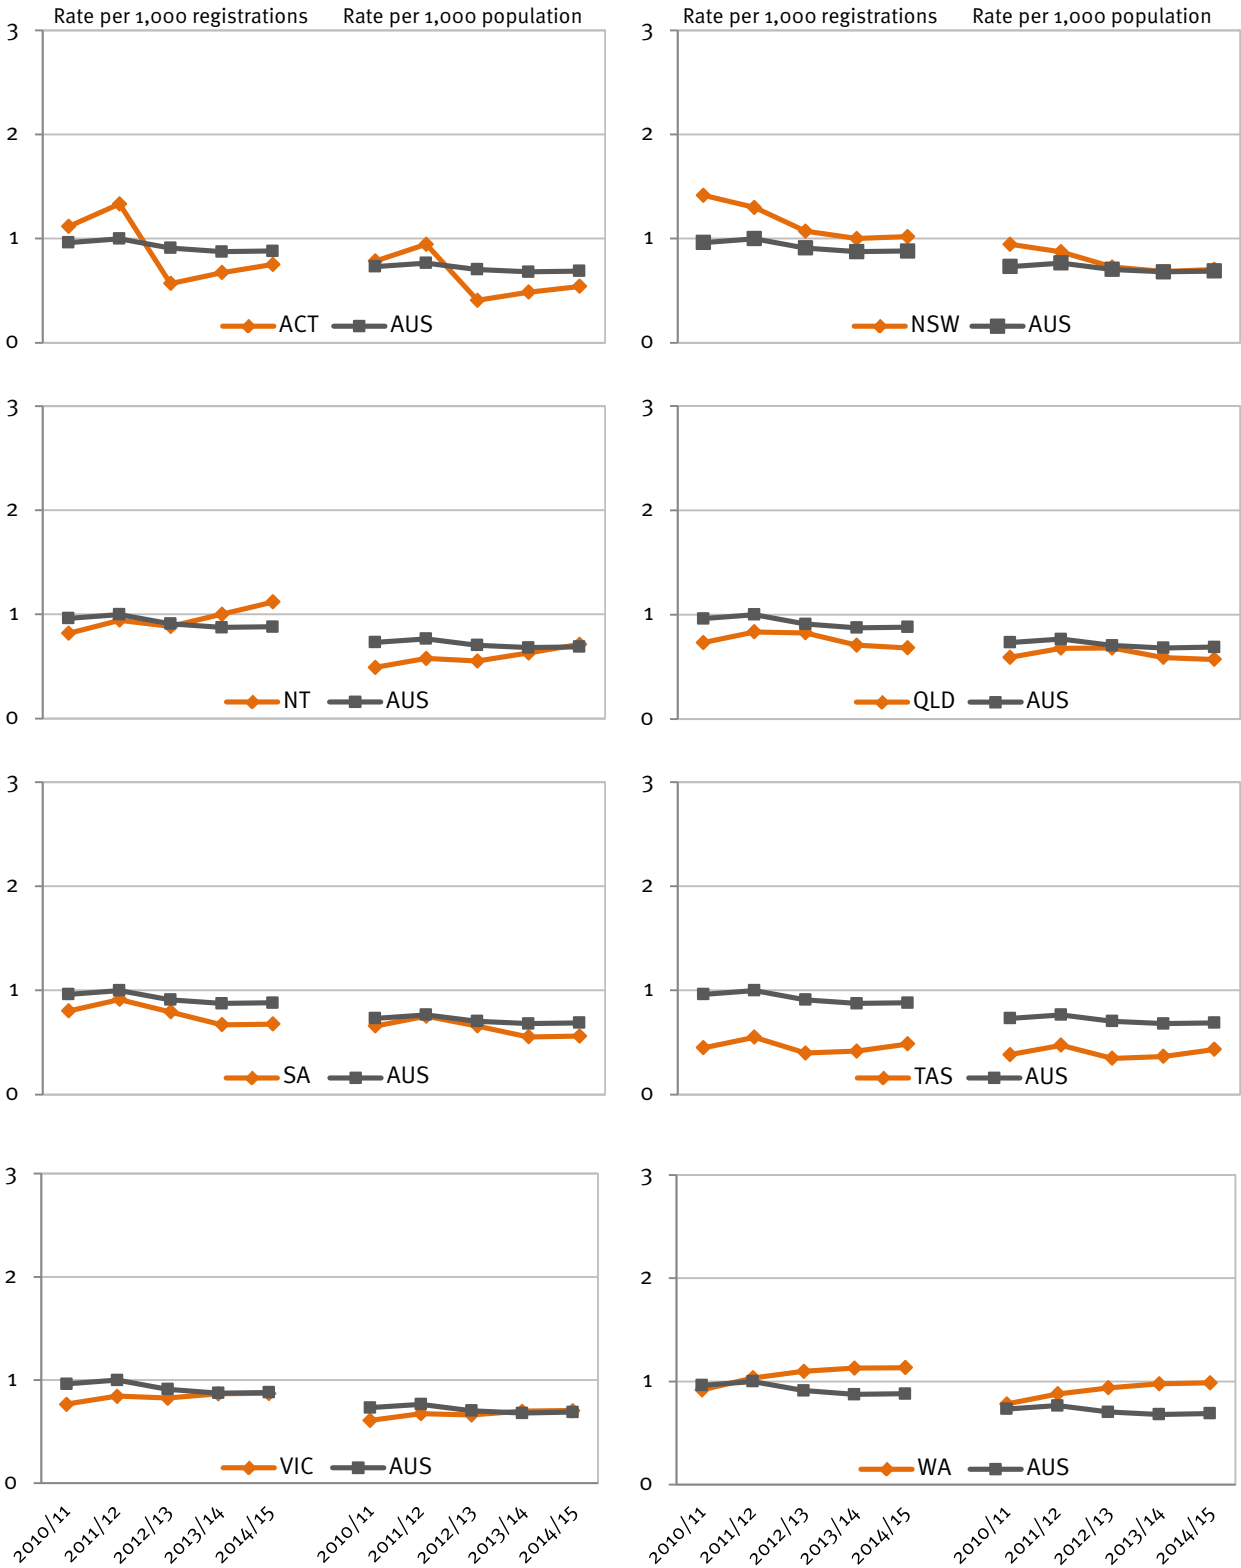 Rate per 1,000 registrations Rate per 1,000 population Rate per 1,000 registrations Rate per 1,000 population
3 3
2 2
1 1
ACT AUS NSW AUS
0 0
3 3
2 2
1 1
NT AUS QLD AUS
0 0
3 3
2 2
1 1
SA AUS TAS AUS
0 0
3 3
2 2
1 1
VIC AUS WA AUS
0 0
2010/11 2011/12 2012/13 2013/14 2014/15 2010/11 2011/12 2012/13 2013/14 2014/15 2010/11 2011/12 2012/13 2013/14 2014/15 2010/11 2011/12 2012/13 2013/14 2014/15